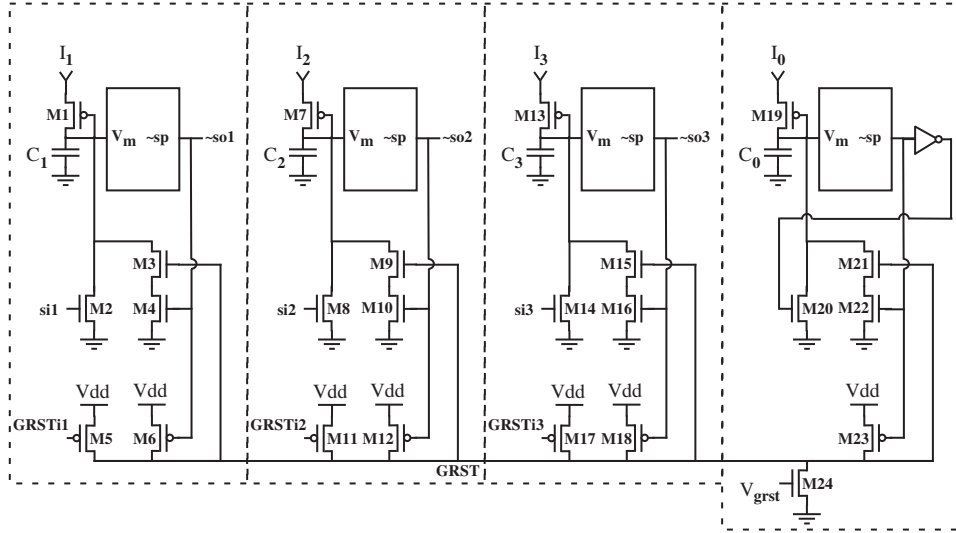 I1 I2 I3 I0
M1 Vm ~sp ~so1 M7 Vm ~sp ~so2 M13 Vm ~sp ~so3 M19 Vm ~sp
C1 C2 C3 C0
M3 M9 M15 M21
si1 M2 M4 si2 M8 M10 si3 M14 M16 M20 M22
Vdd Vdd Vdd Vdd Vdd Vdd Vdd
GRSTi1 M5 M6 GRSTi2 M11 M12 GRSTi3 M17 M18 M23
GRST
Vgrst M24